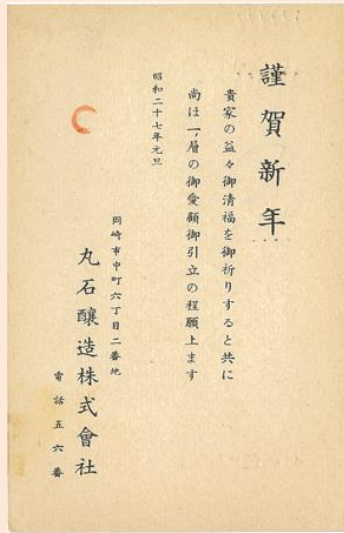 謹賀新年
貴家の益々御清福を御祈りすると共に
尚ほ一層の御愛顧御引立の程願上ます
昭和二十七年元旦
岡崎市中町六丁目二番地
丸石醸造株式會社
電話五六番